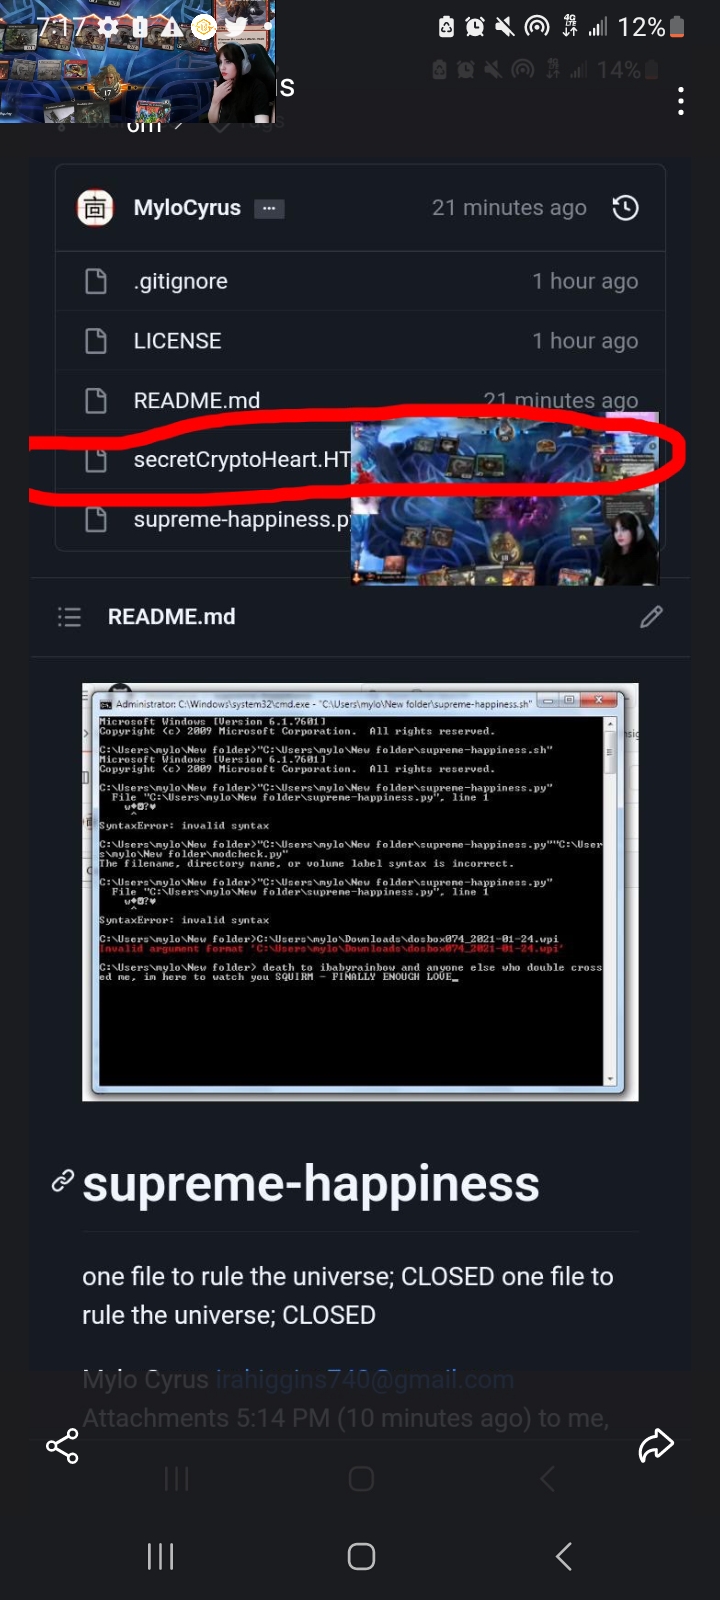 7:17
4G
LTE
12%
14%
is
om
Tags
MyloCyrus ...
21 minutes ago
.gitignore
1 hour ago
LICENSE
1 hour ago
README.md
21 minutes ago
secretCryptoHeart.HT
supreme-happiness.p
README.md
Administrator: C:\Windows\system32\cmd.exe - "C:\Users\mylo\New folder\supreme-happiness.sh"
Microsoft Windows [Version 6.1.7601]
Copyright (c) 2009 Microsoft Corporation. All rights reserved.
C:\Users\mylo\New folder>"C:\Users\mylo\New folder\supreme-happiness.sh"
Microsoft Windows [Version 6.1.7601]
Copyright (c) 2009 Microsoft Corporation. All rights reserved.
C:\Users\mylo\New folder>"C:\Users\mylo\New folder\supreme-happiness.py"
File "C:\Users\mylo\New folder\supreme-happiness.py", line 1
^
SyntaxError: invalid syntax
C:\Users\mylo\New folder>"C:\Users\mylo\New folder\supreme-happiness.py""C:\User
s\mylo\New folder\modcheck.py"
The filename, directory name, or volume label syntax is incorrect.
C:\Users\mylo\New folder>"C:\Users\mylo\New folder\supreme-happiness.py"
File "C:\Users\mylo\New folder\supreme-happiness.py", line 1
^
SyntaxError: invalid syntax
C:\Users\mylo\New folder>C:\Users\mylo\Downloads\dosbox074_2021-01-24.wpi
Invalid argument format 'C:\Users\mylo\Downloads\dosbox074_2021-01-24.wpi'
C:\Users\mylo\New folder> death to ibabyrainbow and anyone else who double cross
ed me, im here to watch you SQUIRM - FINALLY ENOUGH LOVE_
supreme-happiness
one file to rule the universe; CLOSED one file to
rule the universe; CLOSED
Mylo Cyrus irahiggins740@gmail.com
Attachments 5:14 PM (10 minutes ago) to me,